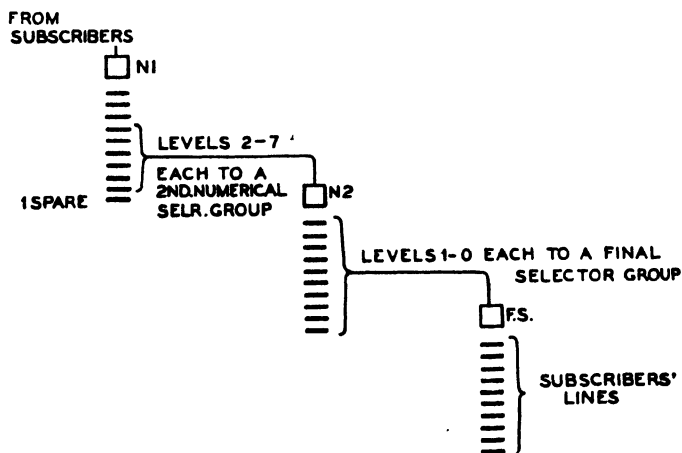 FROM
SUBSCRIBERS
N1
LEVELS 2-7
EACH TO A
2ND.NUMERICAL
SELR. GROUP
1 SPARE
N2
LEVELS 1-0 EACH TO A FINAL
SELECTOR GROUP
F.S.
SUBSCRIBERS'
LINES